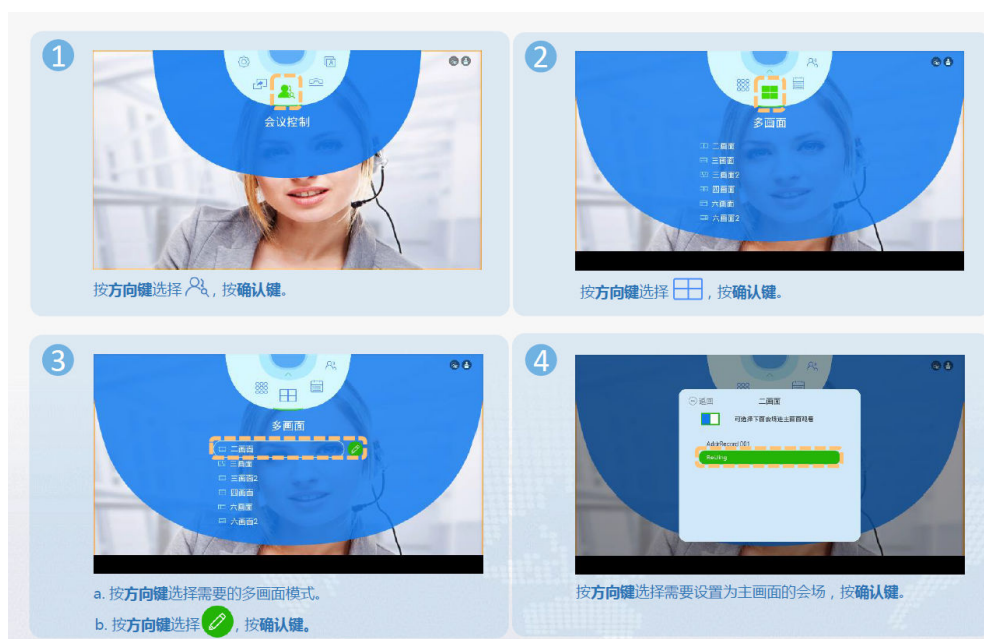 1
会议控制
按方向键选择 ，按确认键。
2
多画面
二画面
三画面
三画面2
四画面
六画面
六画面2
按方向键选择 ，按确认键。
3
多画面
二画面
三画面
三画面2
四画面
六画面
六画面2
a. 按方向键选择需要的多画面模式。
b. 按方向键选择 ，按确认键。
4
返回 二画面
AddrRecord 001
Beijing
按方向键选择需要设置为主画面的会场，按确认键。